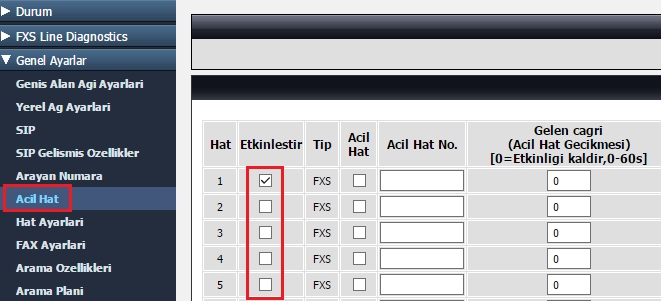 Durum
FXS Line Diagnostics
Genel Ayarlar
Genis Alan Agi Ayarlari
Yerel Ag Ayarlari
SIP
SIP Gelismis Ozellikler
Arayan Numara
Acil Hat
Hat Ayarlari
FAX Ayarlari
Arama Ozellikleri
Arama Plani
Hat Etkinlestir Tip Acil Hat Acil Hat No. Gelen cagri
(Acil Hat Gecikmesi)
[0=Etkinligi kaldir,0-60s]
1 FXS 0
2 FXS 0
3 FXS 0
4 FXS 0
5 FXS 0